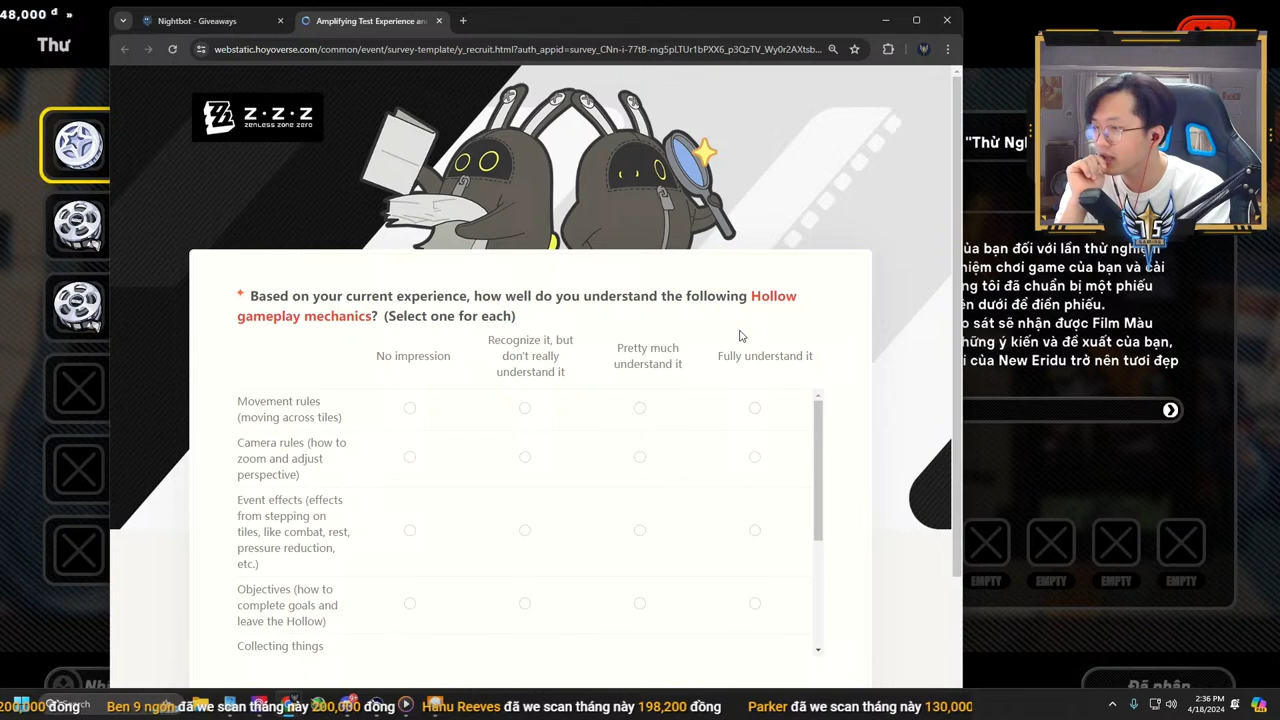 48,000 ₫ »
Thư
Nightbot - Giveaways
Amplifying Test Experience an
webstatic.hoyoverse.com/common/event/survey-template/y_recruit.html?auth_appid=survey_CNn-i-77tB-mg5pLTUr1bPXX6_p3QzTV_Wy0r2AXtsb...
Z·Z·Z
ZENLESS ZONE ZERO
"Thử Ngh
* Based on your current experience, how well do you understand the following Hollow
gameplay mechanics? (Select one for each)
No impression
Recognize it, but
don't really
understand it
Pretty much
understand it
Fully understand it
Movement rules
(moving across tiles)
Camera rules (how to
zoom and adjust
perspective)
Event effects (effects
from stepping on
tiles, like combat, rest,
pressure reduction,
etc.)
Objectives (how to
complete goals and
leave the Hollow)
Collecting things
75
GAMING
của bạn đối với lần thử nghiệm
niệm chơi game của bạn và cải
ng tôi đã chuẩn bị một phiếu
ên dưới để điền phiếu.
o sát sẽ nhận được Film Màu
hững ý kiến và đề xuất của bạn,
i của New Eridu trở nên tươi đẹp
EMPTY
EMPTY
EMPTY
EMPTY
Đã nhận
2:36 PM
4/18/2024
200,000 đồng
Ben 9 ngón đã we scan tháng này 200,000 đồng
Hanu Reeves đã we scan tháng này 198,200 đồng
Parker đã we scan tháng này 130,000